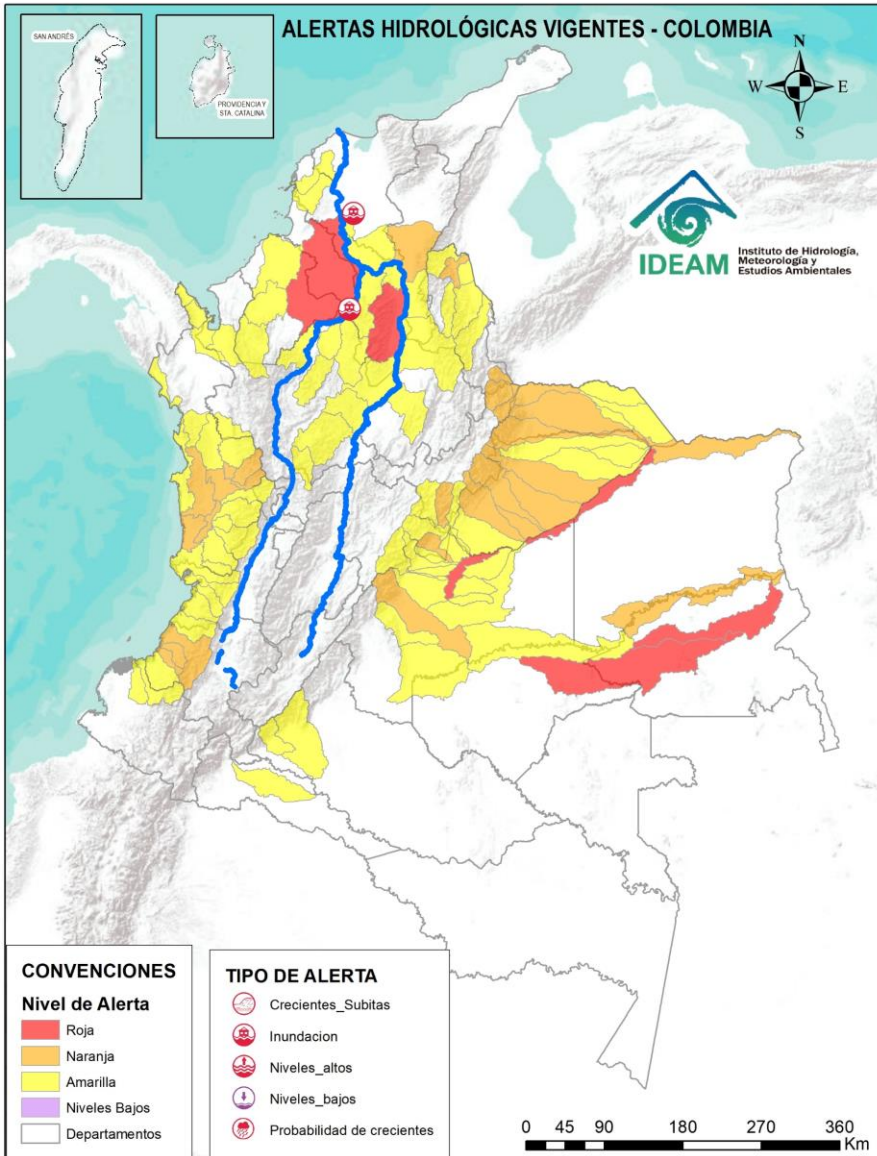 ALERTAS HIDROLÓGICAS VIGENTES - COLOMBIA
SAN ANDRÉS
PROVIDENCIA Y
STA. CATALINA
N
W
E
S
IDEAM
Instituto de Hidrología,
Meteorología y
Estudios Ambientales
CONVENCIONES
Nivel de Alerta
Roja
Naranja
Amarilla
Niveles Bajos
Departamentos
TIPO DE ALERTA
Crecientes_Subitas
Inundacion
Niveles_altos
Niveles_bajos
Probabilidad de crecientes
0 45 90 180 270 360
Km